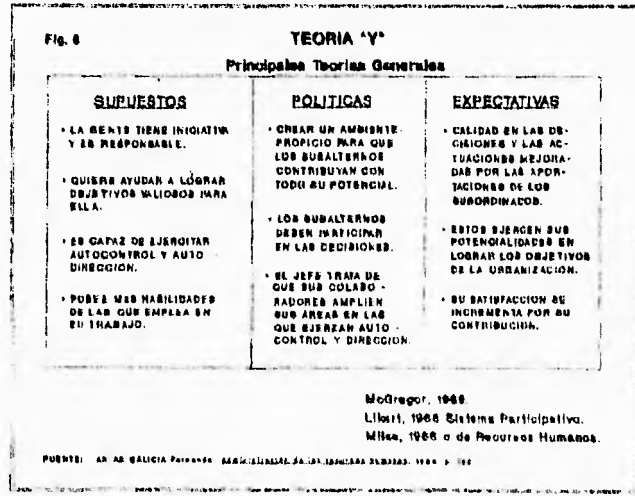 Fig. 6
TEORIA "Y"
Principales Teorias Generales
SUPUESTOS
• LA GENTE TIENE INICIATIVA
Y ES RESPONSABLE.
• QUIERE AYUDAR A LOGRAR
OBJETIVOS VALIOSOS PARA
ELLA.
• ES CAPAZ DE EJERCITAR
AUTOCONTROL Y AUTO
DIRECCION.
• POSEE MAS HABILIDADES
DE LAS QUE EMPLEA EN
SU TRABAJO.
POLITICAS
• CREAR UN AMBIENTE
PROPICIO PARA QUE
LOS SUBALTERNOS
CONTRIBUYAN CON
TODO SU POTENCIAL.
• LOS SUBALTERNOS
DEBEN PARTICIPAR
EN LAS DECISIONES.
• EL JEFE TRATA DE
QUE SUS COLABO-
RADORES AMPLIEN
SUS AREAS EN LAS
QUE EJERZAN AUTO-
CONTROL Y DIRECCION.
EXPECTATIVAS
• CALIDAD EN LAS DE-
CISIONES Y LAS AC-
TUACIONES MEJORA-
DAS POR LAS APOR-
TACIONES DE LOS
SUBORDINADOS.
• ESTOS EJERCEN SUS
POTENCIALIDADES EN
LOGRAR LOS OBJETIVOS
DE LA ORGANIZACION.
• SU SATISFACCION SE
INCREMENTA POR SU
CONTRIBUCION.
McGregor,
Likert, Sistema Participativo.
Miles, o de Recursos Humanos.
FUENTE: GALICIA Fernando